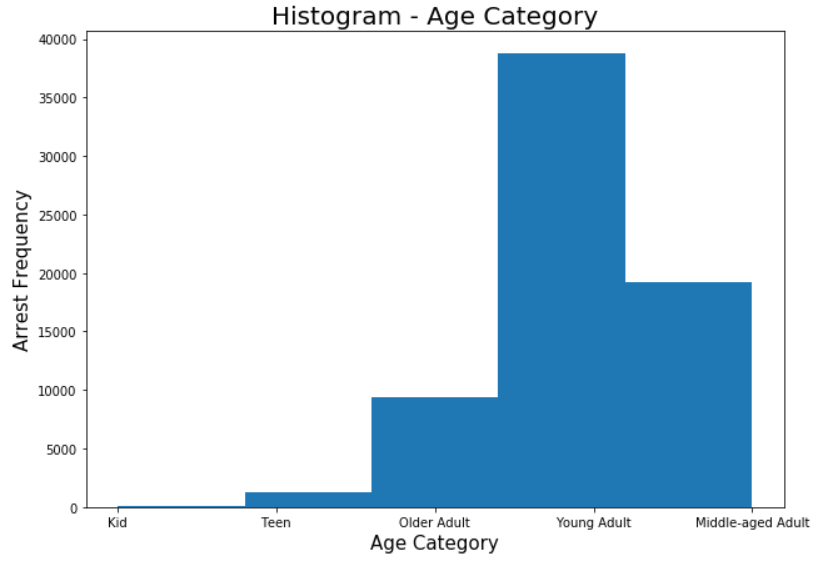 Histogram - Age Category
40000
35000
30000
25000
20000
15000
10000
5000
0
Arrest Frequency
Kid Teen Older Adult Young Adult Middle-aged Adult
Age Category